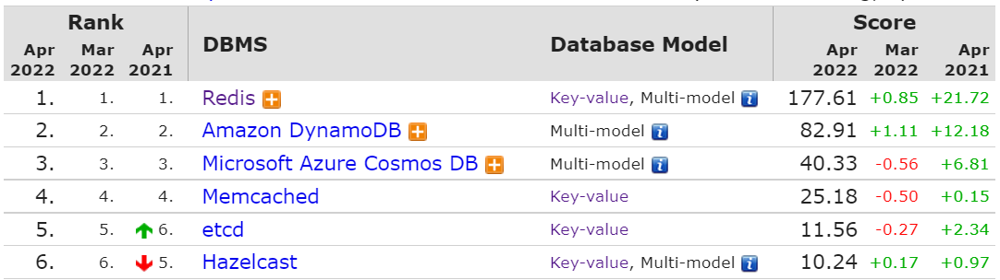 Rank Score
DBMS Database Model
Apr Mar Apr Apr Mar Apr
2022 2022 2021 2022 2022 2021
1. 1. 1. Redis Key-value, Multi-model 177.61 +0.85 +21.72
2. 2. 2. Amazon DynamoDB Multi-model 82.91 +1.11 +12.18
3. 3. 3. Microsoft Azure Cosmos DB Multi-model 40.33 -0.56 +6.81
4. 4. 4. Memcached Key-value 25.18 -0.50 +0.15
5. 5. 6. etcd Key-value 11.56 -0.27 +2.34
6. 6. 5. Hazelcast Key-value, Multi-model 10.24 +0.17 +0.97